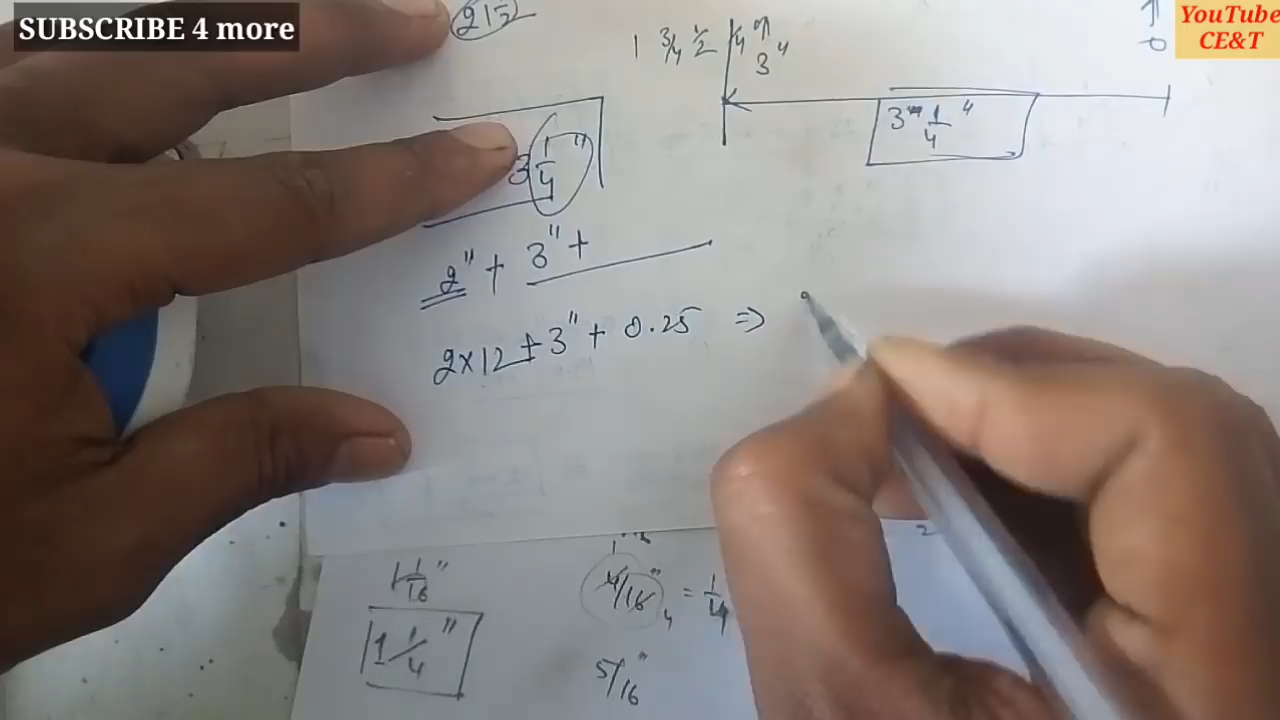 SUBSCRIBE 4 more
YouTube
CE&T
1 3/4 1/2 1/4
3"
0
3" 1/4"
3 1/4"
2" + 3" +
2×12 + 3" + 0.25 ⇒
1 1/16"
1 1/4"
4/16" = 1/4
5/16"